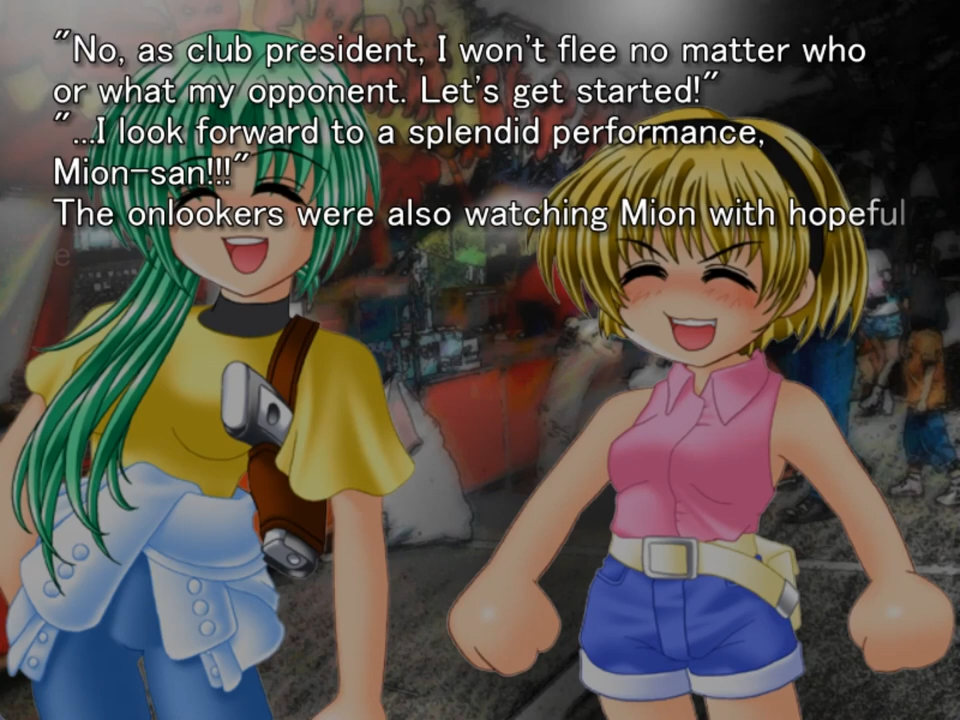 "No, as club president, I won't flee no matter who
or what my opponent. Let's get started!"
"...I look forward to a splendid performance,
Mion-san!!!"
The onlookers were also watching Mion with hopeful
e